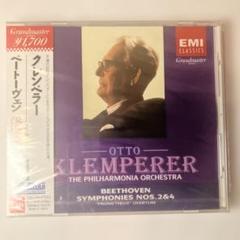 Grandmaster
¥1,700
クレンペラー
ベートーヴェン
EMI
CLASSICS
Grandmaster
OTTO
KLEMPERER
THE PHILHARMONIA ORCHESTRA
BEETHOVEN
SYMPHONIES NOS.2&4
"PROMETHEUS" OVERTURE